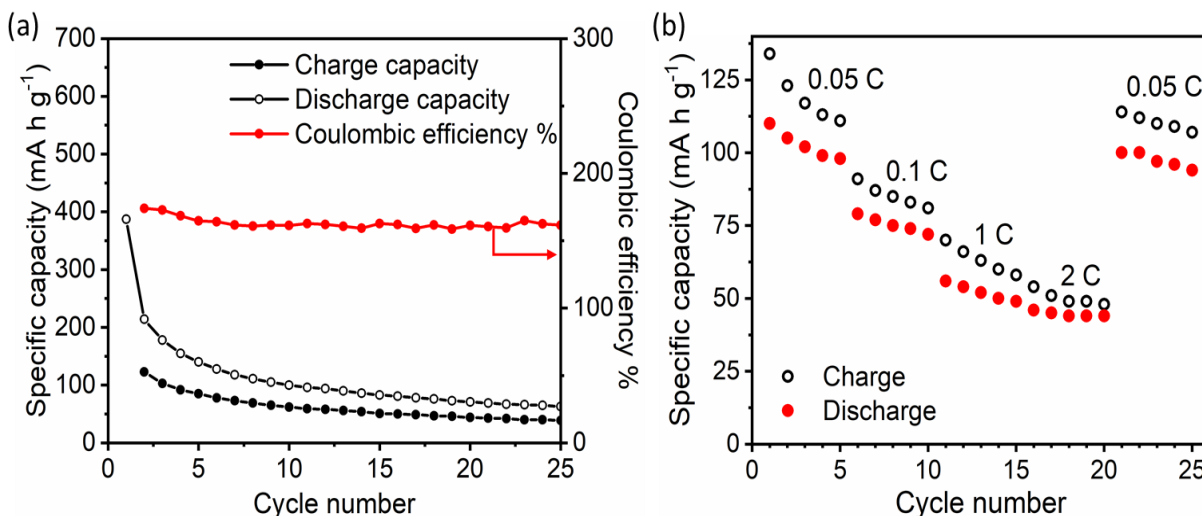 (a)
700
600
500
400
300
200
100
0
Specific capacity (mA h g⁻¹)
Charge capacity
Discharge capacity
Coulombic efficiency %
300
200
100
0
Coulombic efficiency %
0 5 10 15 20 25
Cycle number
(b)
125
100
75
50
25
0
Specific capacity (mA h g⁻¹)
0.05 C
0.1 C
1 C
2 C
0.05 C
Charge
Discharge
0 5 10 15 20 25
Cycle number